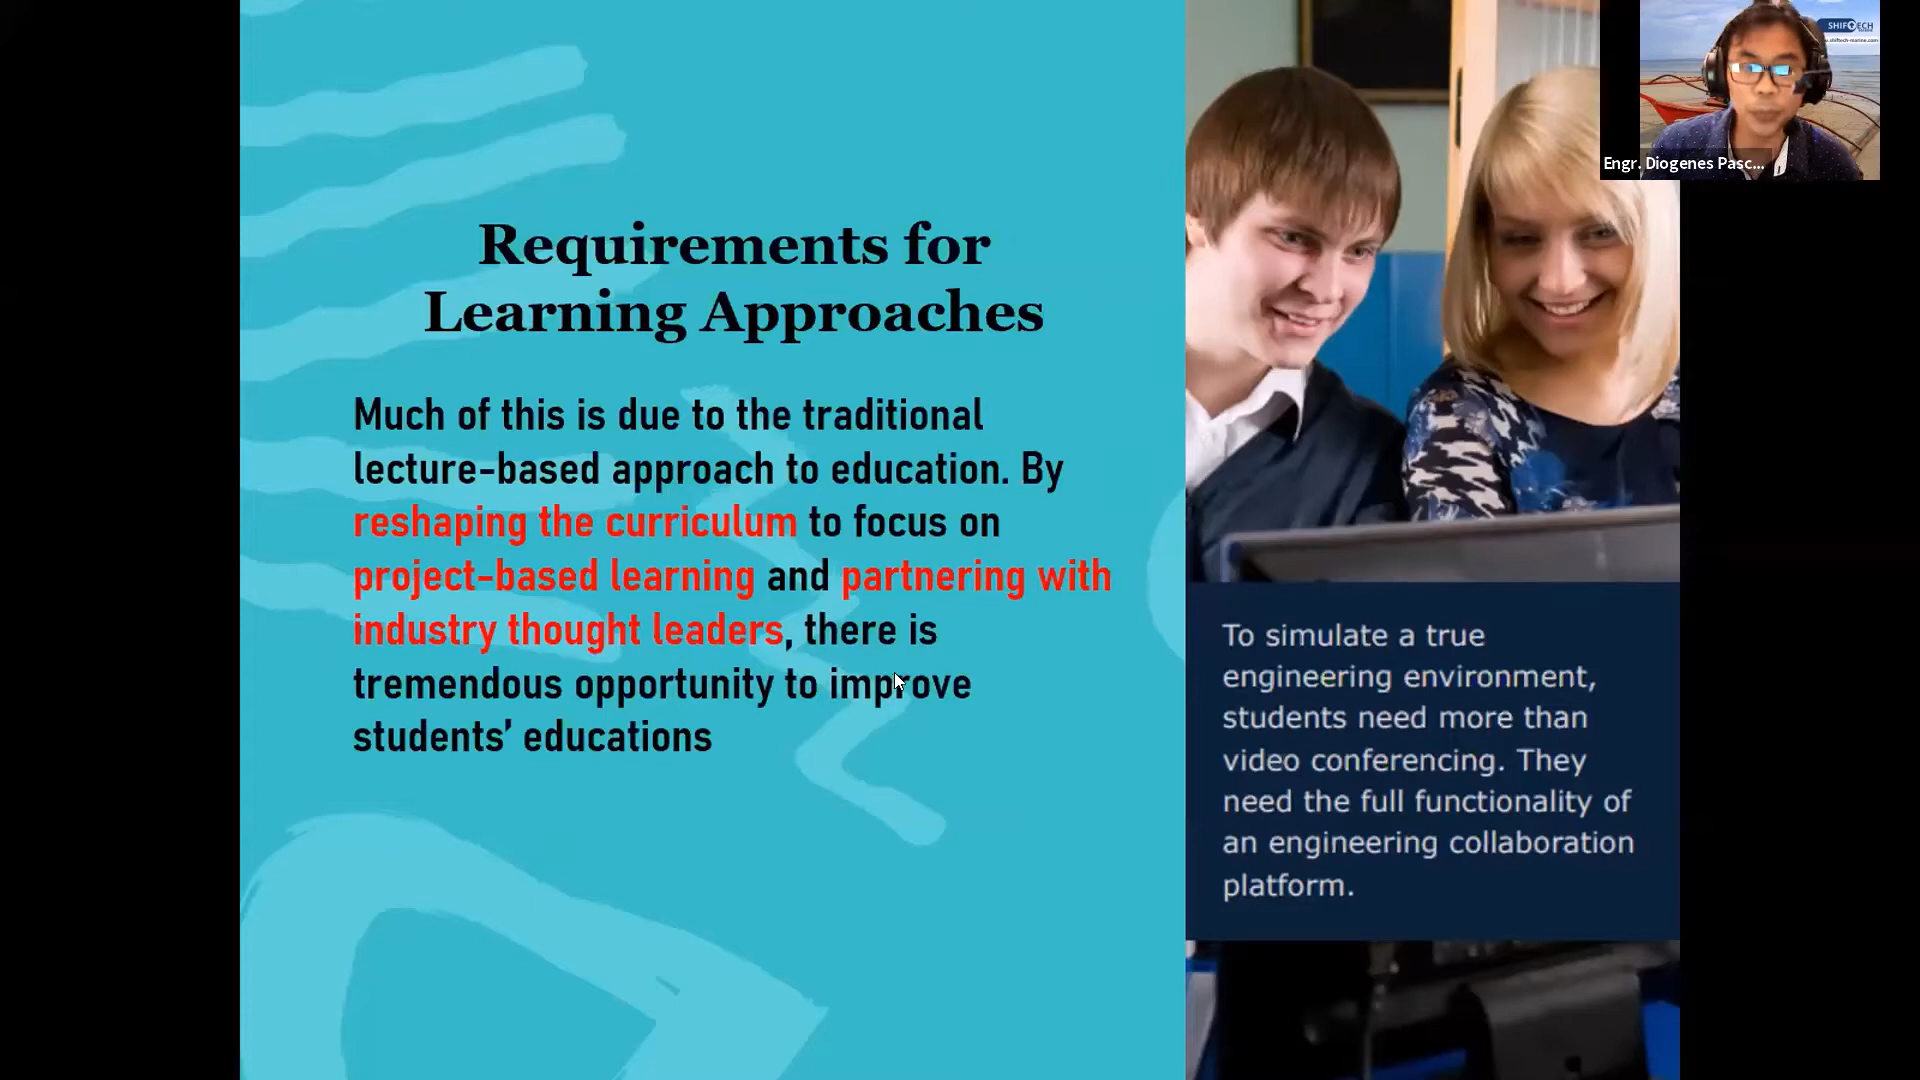 Requirements for
Learning Approaches
Much of this is due to the traditional
lecture-based approach to education. By
reshaping the curriculum to focus on
project-based learning and partnering with
industry thought leaders, there is
tremendous opportunity to improve
students’ educations
To simulate a true
engineering environment,
students need more than
video conferencing. They
need the full functionality of
an engineering collaboration
platform.
Engr. Diogenes Pasc...